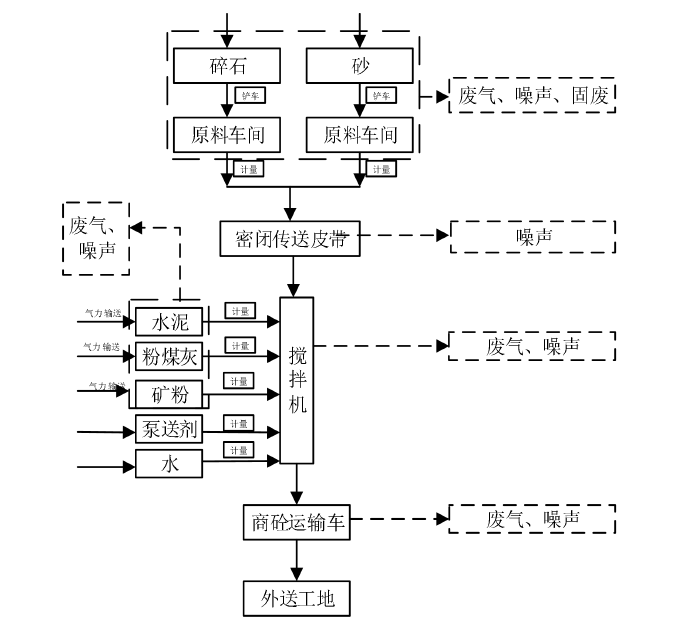 碎石
砂
铲车
铲车
废气、噪声、固废
原料车间
原料车间
计量
计量
废气、
噪声
密闭传送皮带
噪声
气力输送
水泥
计量
气力输送
粉煤灰
计量
搅拌机
废气、噪声
气力输送
矿粉
计量
泵送剂
计量
水
计量
商砼运输车
废气、噪声
外送工地